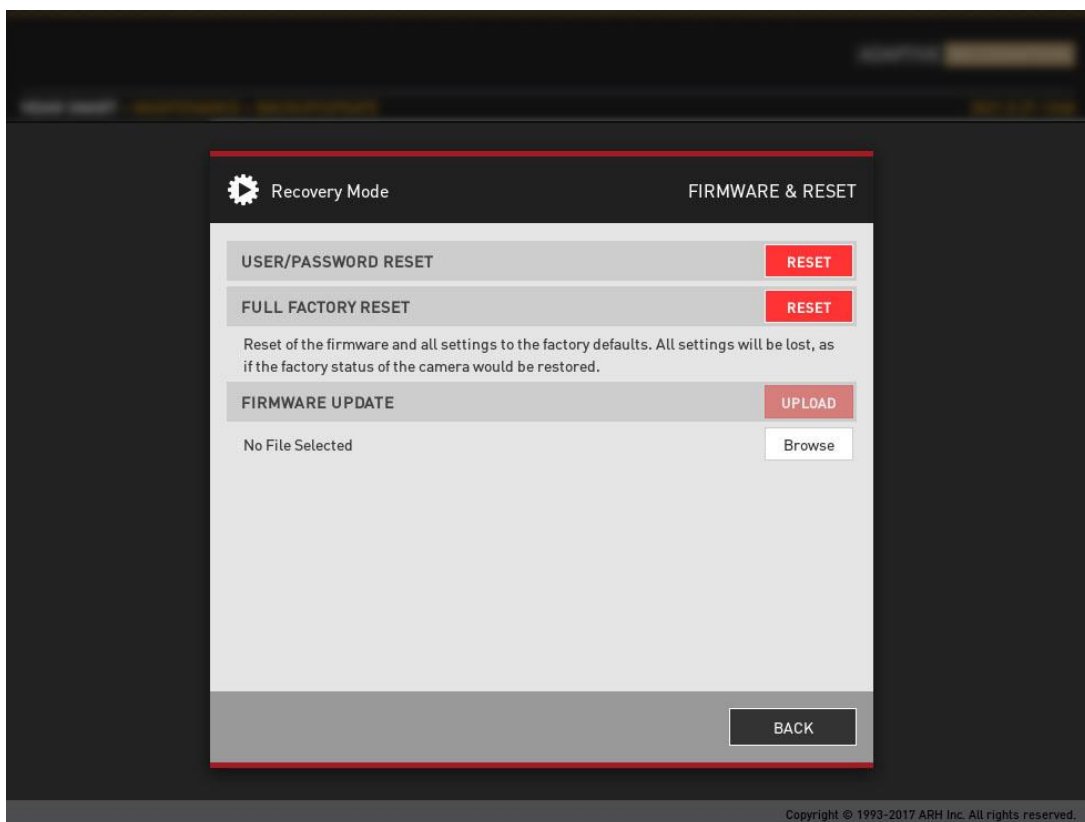 Recovery Mode
FIRMWARE & RESET
USER/PASSWORD RESET
RESET
FULL FACTORY RESET
RESET
Reset of the firmware and all settings to the factory defaults. All settings will be lost, as
if the factory status of the camera would be restored.
FIRMWARE UPDATE
UPLOAD
No File Selected
Browse
BACK
Copyright © 1993-2017 ARH Inc. All rights reserved.